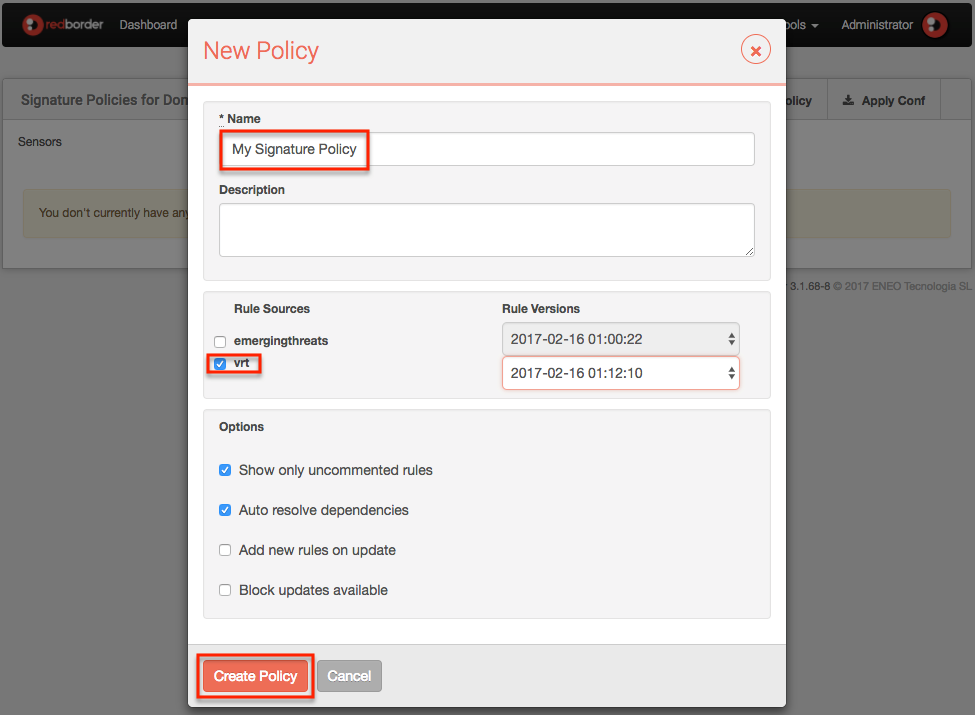 redborder Dashboard ools Administrator
New Policy
Signature Policies for Don olicy Apply Conf
* Name
Sensors
My Signature Policy
Description
You don't currently have any
r 3.1.68-8 © 2017 ENEO Tecnología SL
Rule Sources Rule Versions
emergingthreats 2017-02-16 01:00:22
vrt 2017-02-16 01:12:10
Options
Show only uncommented rules
Auto resolve dependencies
Add new rules on update
Block updates available
Create Policy Cancel